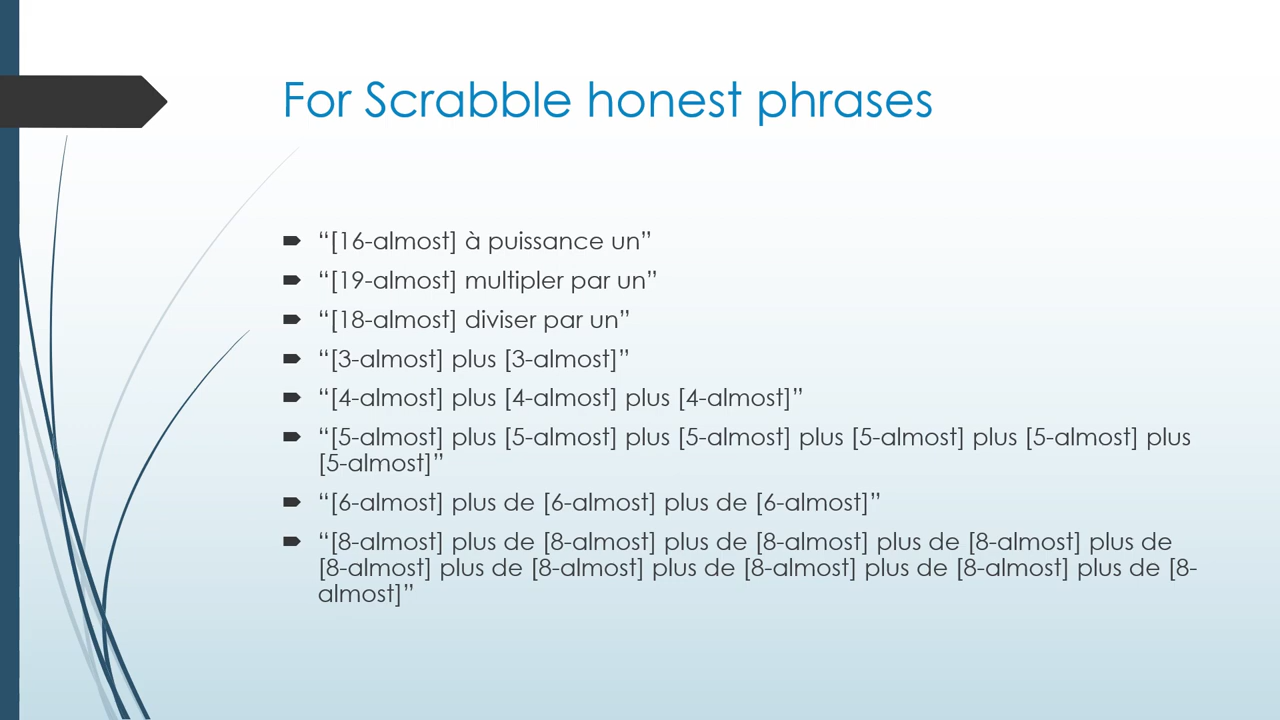 For Scrabble honest phrases
“[16-almost] à puissance un”
“[19-almost] multipler par un”
“[18-almost] diviser par un”
“[3-almost] plus [3-almost]”
“[4-almost] plus [4-almost] plus [4-almost]”
“[5-almost] plus [5-almost] plus [5-almost] plus [5-almost] plus [5-almost] plus
[5-almost]”
“[6-almost] plus de [6-almost] plus de [6-almost]”
“[8-almost] plus de [8-almost] plus de [8-almost] plus de [8-almost] plus de
[8-almost] plus de [8-almost] plus de [8-almost] plus de [8-almost] plus de [8-
almost]”